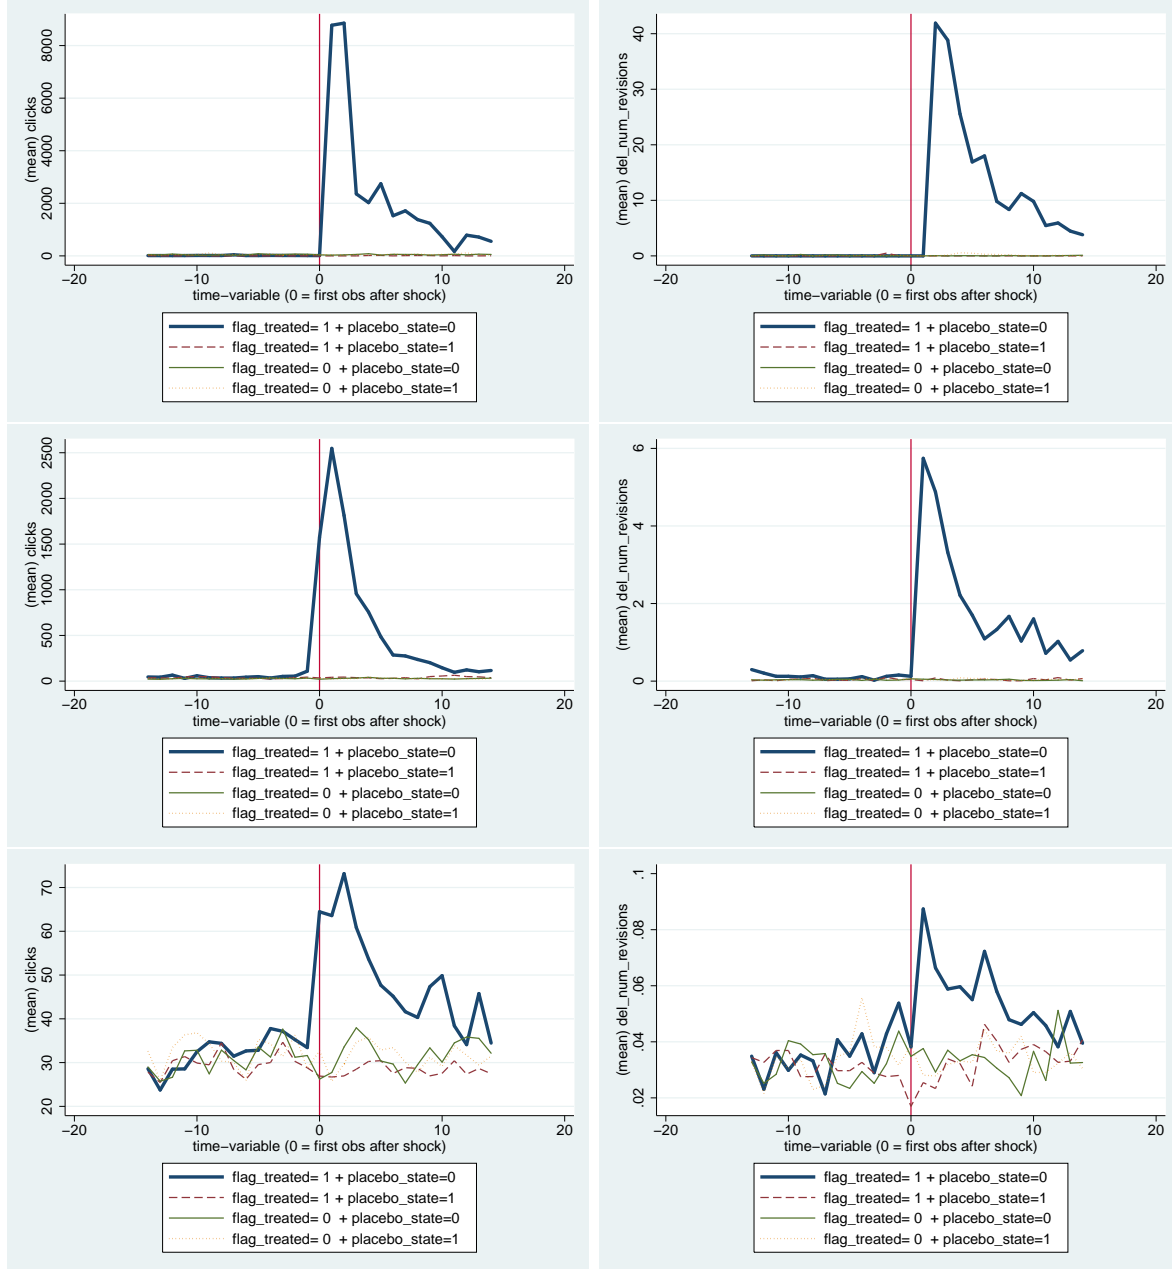 (mean) clicks
0 2000 4000 6000 8000
−20 −10 0 10 20
time−variable (0 = first obs after shock)
flag_treated= 1 + placebo_state=0
flag_treated= 1 + placebo_state=1
flag_treated= 0  + placebo_state=0
flag_treated= 0  + placebo_state=1
(mean) del_num_revisions
0 10 20 30 40
−20 −10 0 10 20
time−variable (0 = first obs after shock)
flag_treated= 1 + placebo_state=0
flag_treated= 1 + placebo_state=1
flag_treated= 0  + placebo_state=0
flag_treated= 0  + placebo_state=1
(mean) clicks
0 500 1000 1500 2000 2500
−20 −10 0 10 20
time−variable (0 = first obs after shock)
flag_treated= 1 + placebo_state=0
flag_treated= 1 + placebo_state=1
flag_treated= 0  + placebo_state=0
flag_treated= 0  + placebo_state=1
(mean) del_num_revisions
0 2 4 6
−20 −10 0 10 20
time−variable (0 = first obs after shock)
flag_treated= 1 + placebo_state=0
flag_treated= 1 + placebo_state=1
flag_treated= 0  + placebo_state=0
flag_treated= 0  + placebo_state=1
(mean) clicks
20 30 40 50 60 70
−20 −10 0 10 20
time−variable (0 = first obs after shock)
flag_treated= 1 + placebo_state=0
flag_treated= 1 + placebo_state=1
flag_treated= 0  + placebo_state=0
flag_treated= 0  + placebo_state=1
(mean) del_num_revisions
.02 .04 .06 .08 .1
−20 −10 0 10 20
time−variable (0 = first obs after shock)
flag_treated= 1 + placebo_state=0
flag_treated= 1 + placebo_state=1
flag_treated= 0  + placebo_state=0
flag_treated= 0  + placebo_state=1